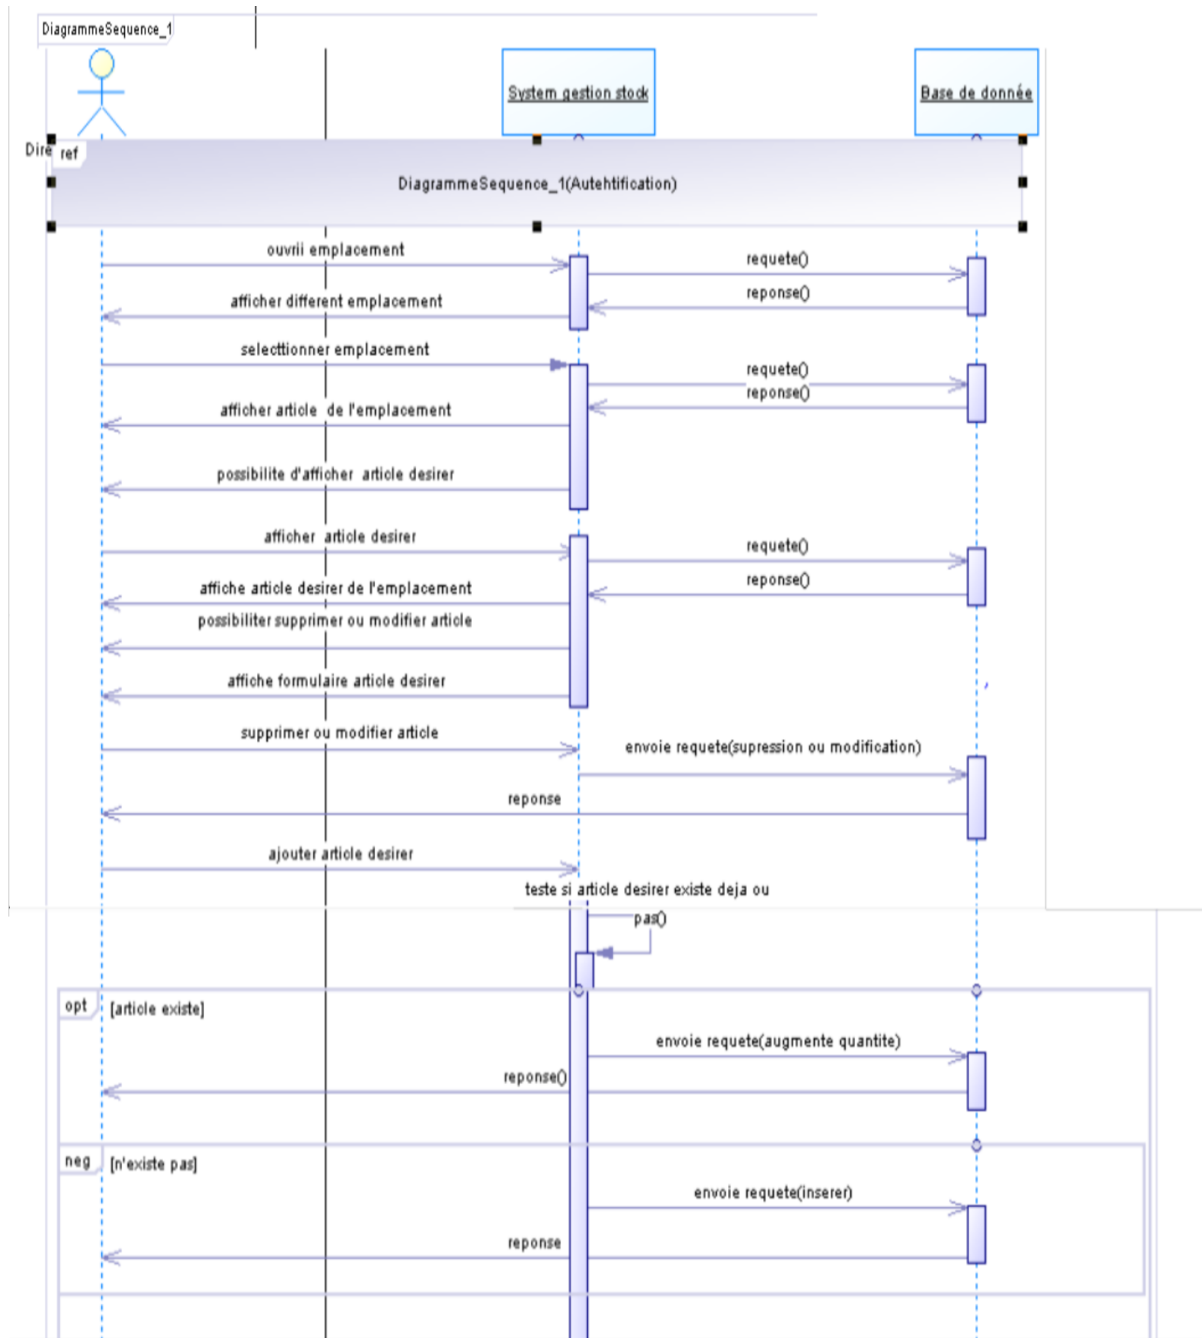 DiagrammeSequence_1
System gestion stock
Base de donnée
Dire
ref
DiagrammeSequence_1(Autehtification)
ouvrii emplacement
requete()
reponse()
afficher different emplacement
selecttionner emplacement
requete()
reponse()
afficher article de l'emplacement
possibilite d'afficher article desirer
afficher article desirer
requete()
reponse()
affiche article desirer de l'emplacement
possibiliter supprimer ou modifier article
affiche formulaire article desirer
supprimer ou modifier article
envoie requete(supression ou modification)
reponse
ajouter article desirer
teste si article desirer existe deja ou
pas()
opt
[article existe]
envoie requete(augmente quantite)
reponse()
neg
[n'existe pas]
envoie requete(inserer)
reponse